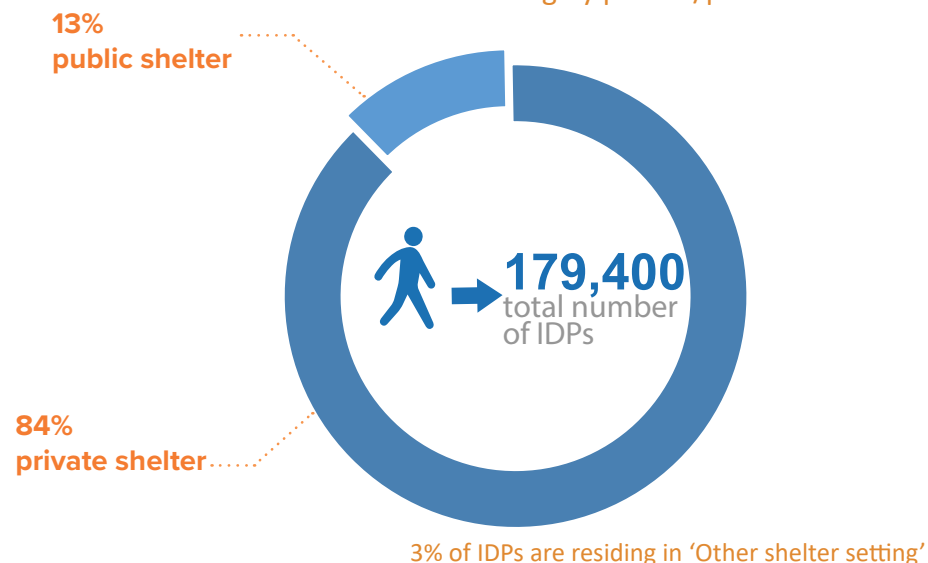 13%
public shelter
179,400
total number
of IDPs
84%
private shelter
3% of IDPs are residing in ‘Other shelter setting’